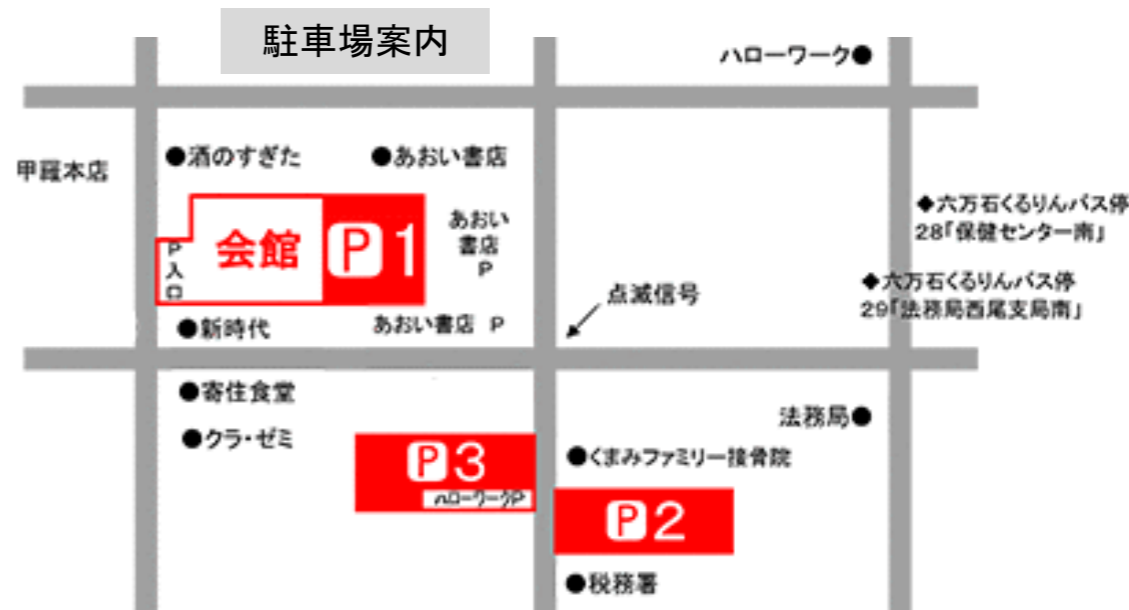 駐車場案内
ハローワーク●
甲羅本店
●酒のすぎた
●あおい書店
◆六万石くるりんバス停
28「保健センター南」
P
入
口
会館
P1
あおい
書店
P
◆六万石くるりんバス停
29「法務局西尾支局南」
点滅信号
●新時代
あおい書店 P
●寄住食堂
●クラ・ゼミ
法務局●
P3
ハローワークP
●くまみファミリー接骨院
P2
●税務署